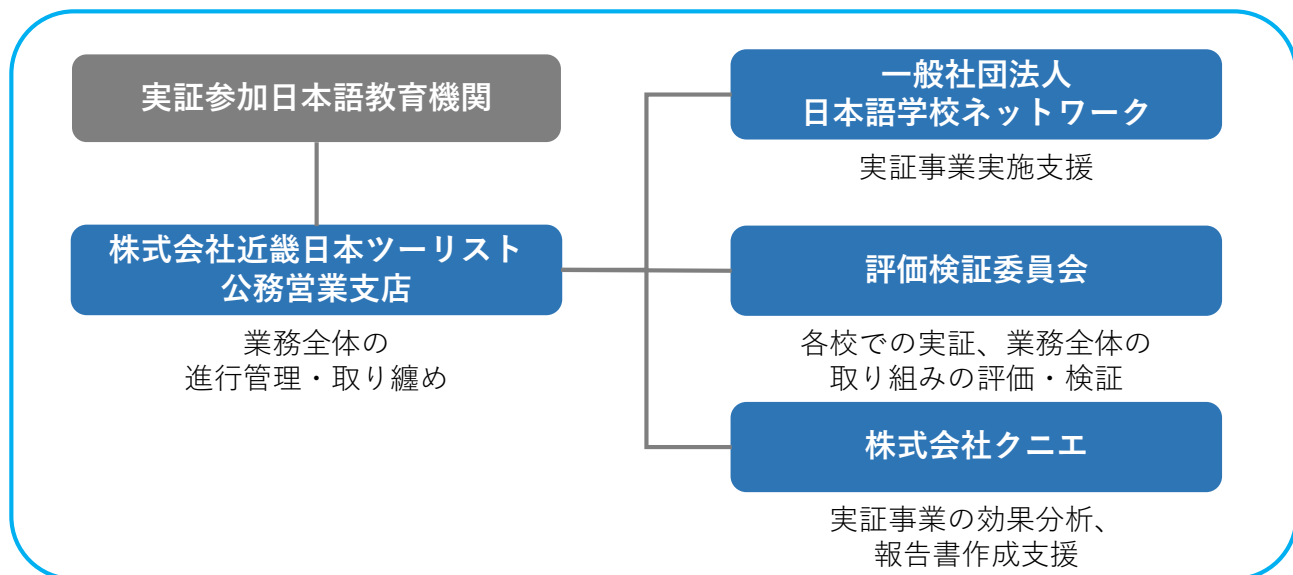 実証参加日本語教育機関
株式会社近畿日本ツーリスト
公務営業支店
業務全体の
進行管理・取り纏め
一般社団法人
日本語学校ネットワーク
実証事業実施支援
評価検証委員会
各校での実証、業務全体の
取り組みの評価・検証
株式会社クニエ
実証事業の効果分析、
報告書作成支援